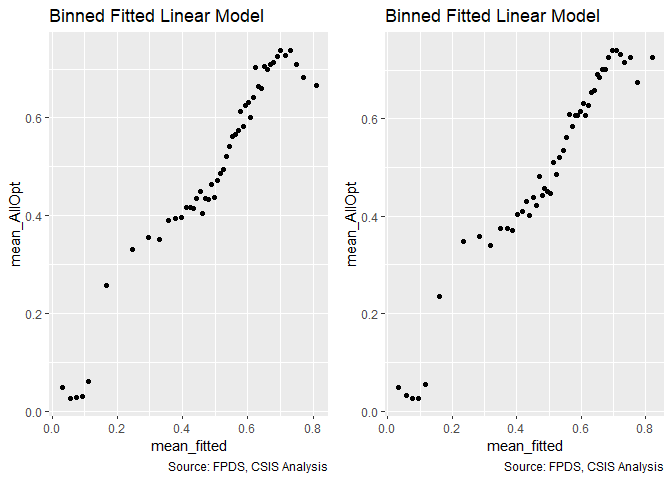 Binned Fitted Linear Model
mean_AllOpt
0.6
0.4
0.2
0.0
0.0 0.2 0.4 0.6 0.8
mean_fitted
Source: FPDS, CSIS Analysis
Binned Fitted Linear Model
mean_AllOpt
0.6
0.4
0.2
0.0
0.0 0.2 0.4 0.6 0.8
mean_fitted
Source: FPDS, CSIS Analysis